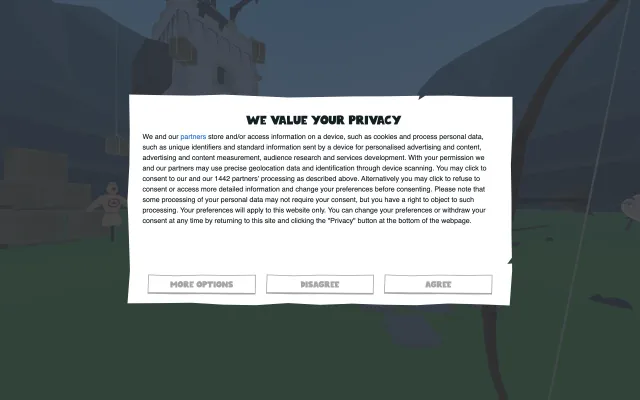 WE VALUE YOUR PRIVACY
We and our partners store and/or access information on a device, such as cookies and process personal data,
such as unique identifiers and standard information sent by a device for personalised advertising and content,
advertising and content measurement, audience research and services development. With your permission we
and our partners may use precise geolocation data and identification through device scanning. You may click to
consent to our and our 1442 partners' processing as described above. Alternatively you may click to refuse to
consent or access more detailed information and change your preferences before consenting. Please note that
some processing of your personal data may not require your consent, but you have a right to object to such
processing. Your preferences will apply to this website only. You can change your preferences or withdraw your
consent at any time by returning to this site and clicking the "Privacy" button at the bottom of the webpage.
MORE OPTIONS
DISAGREE
AGREE